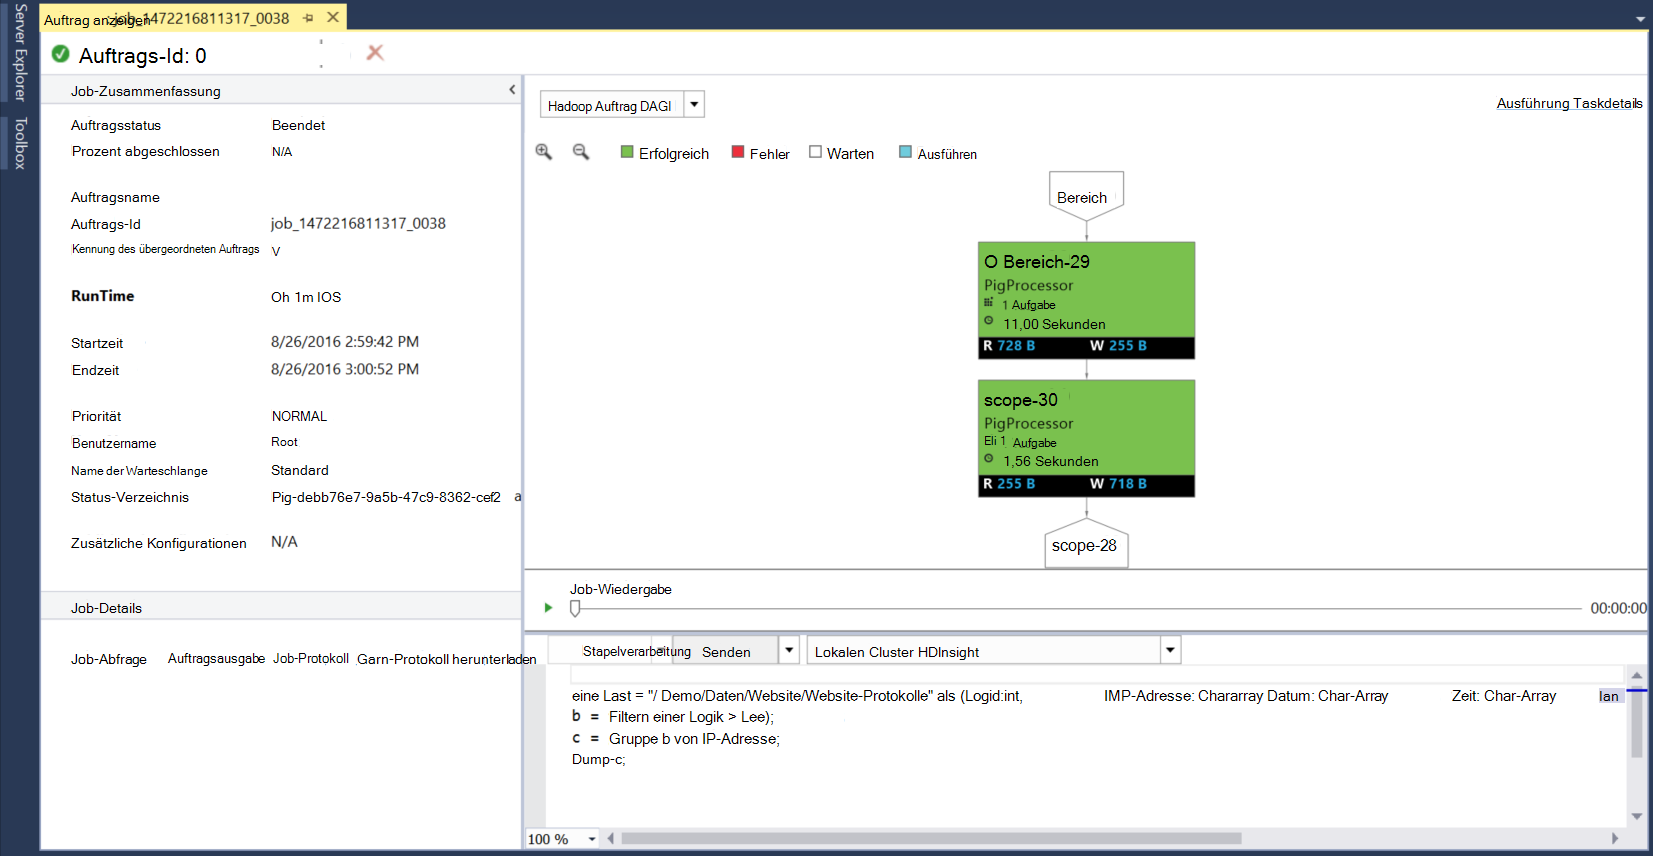 Server Explorer
Toolbox
Auftrag anzeigen job_1472216811317_0038
Auftrags-Id: 0
Job-Zusammenfassung
Auftragsstatus Beendet
Prozent abgeschlossen N/A
Auftragsname
Auftrags-Id job_1472216811317_0038
Kennung des übergeordneten Auftrags V
RunTime Oh 1m IOS
Startzeit 8/26/2016 2:59:42 PM
Endzeit 8/26/2016 3:00:52 PM
Priorität NORMAL
Benutzername Root
Name der Warteschlange Standard
Status-Verzeichnis Pig-debb76e7-9a5b-47c9-8362-cef2 a
Zusätzliche Konfigurationen N/A
Job-Details
Job-Abfrage Auftragsausgabe Job-Protokoll Garn-Protokoll herunterladen
Hadoop Auftrag DAGI
Ausführung Taskdetails
Erfolgreich Fehler Warten Ausführen
Bereich
O Bereich-29
PigProcessor
1 Aufgabe
11,00 Sekunden
R 728 B W 255 B
scope-30
PigProcessor
Eli 1 Aufgabe
1,56 Sekunden
R 255 B W 718 B
scope-28
Job-Wiedergabe
00:00:00
Stapelverarbeitung Senden Lokalen Cluster HDInsight
eine Last = "/ Demo/Daten/Website/Website-Protokolle" als (Logid:int, IMP-Adresse: Chararray Datum: Char-Array Zeit: Char-Array lan
b = Filtern einer Logik > Lee);
c = Gruppe b von IP-Adresse;
Dump-c;
100 %